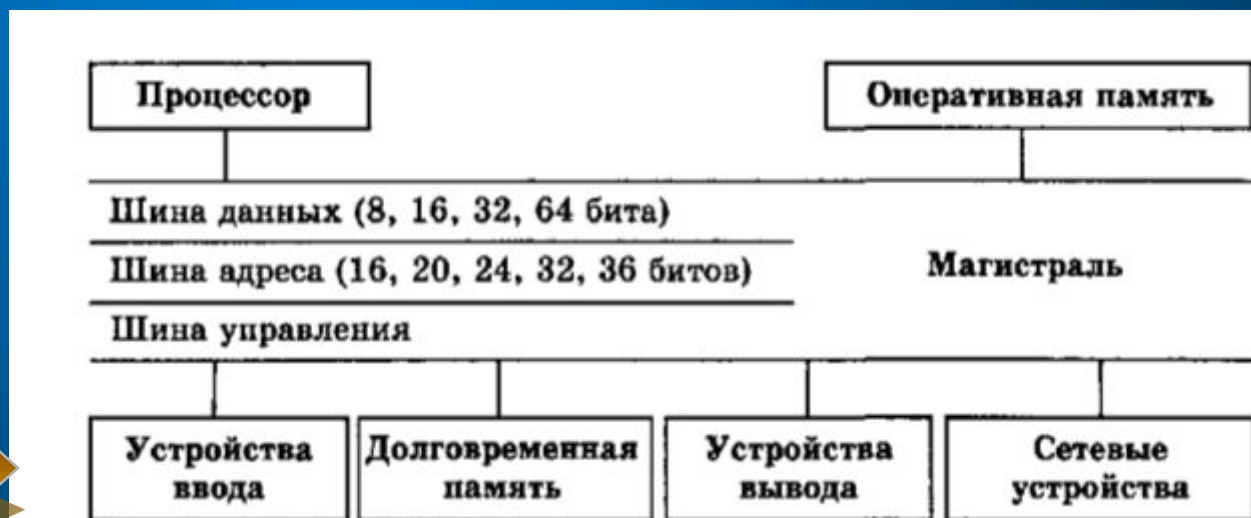 Процессор
Оперативная память
Шина данных (8, 16, 32, 64 бита)
Шина адреса (16, 20, 24, 32, 36 битов)
Магистраль
Шина управления
Устройства
ввода
Долговременная
память
Устройства
вывода
Сетевые
устройства